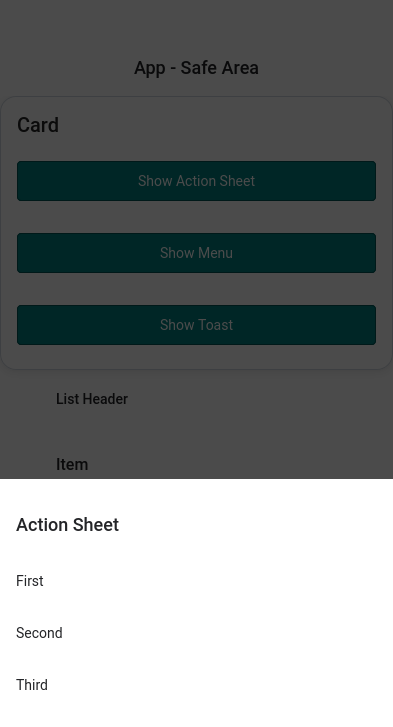 App - Safe Area
Card
Show Action Sheet
Show Menu
Show Toast
List Header
Item
Action Sheet
First
Second
Third